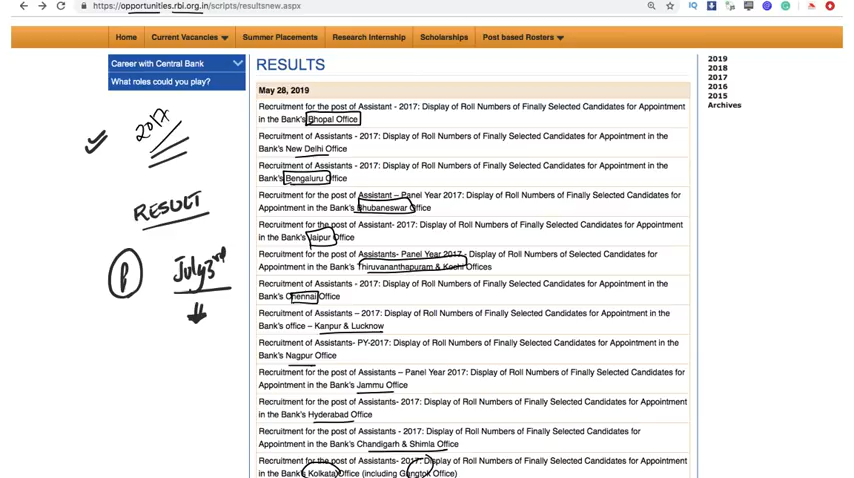 https://opportunities.rbi.org.in/scripts/resultsnew.aspx
Home Current Vacancies Summer Placements Research Internship Scholarships Post based Rosters
Career with Central Bank
What roles could you play?
RESULTS
May 28, 2019
Recruitment for the post of Assistant - 2017: Display of Roll Numbers of Finally Selected Candidates for Appointment
in the Bank's Bhopal Office
Recruitment of Assistants - 2017: Display of Roll Numbers of Finally Selected Candidates for Appointment in the
Bank's New Delhi Office
Recruitment of Assistants - 2017: Display of Roll Numbers of Finally Selected Candidates for Appointment in the
Bank's Bengaluru Office
Recruitment for the post of Assistant – Panel Year 2017: Display of Roll Numbers of Finally Selected Candidates for
Appointment in the Bank's Bhubaneswar Office
Recruitment for the post of Assistant- 2017: Display of Roll Numbers of Finally Selected Candidates for Appointment
in the Bank's Jaipur Office
Recruitment for the post of Assistants- Panel Year 2017 - Display of Roll Numbers of Selected Candidates for
Appointment in the Bank's Thiruvananthapuram & Kochi Offices
Recruitment of Assistants - 2017: Display of Roll Numbers of Finally Selected Candidates for Appointment in the
Bank's Chennai Office
Recruitment of Assistants – 2017: Display of Roll Numbers of Finally Selected Candidates for Appointment in the
Bank's office – Kanpur & Lucknow
Recruitment of Assistants- PY-2017: Display of Roll Numbers of Finally Selected Candidates for Appointment in the
Bank's Nagpur Office
Recruitment for the post of Assistants – Panel Year 2017: Display of Roll Numbers of Finally Selected Candidates for
Appointment in the Bank's Jammu Office
Recruitment for the post of Assistants- 2017: Display of Roll Numbers of Finally Selected Candidates for Appointment
in the Bank's Hyderabad Office
Recruitment of Assistants - 2017: Display of Roll Numbers of Finally Selected Candidates for
Appointment in the Bank's Chandigarh & Shimla Office
Recruitment for the post of Assistants- 2017: Display of Roll Numbers of Finally Selected Candidates for Appointment
in the Bank's Kolkata Office (including Gangtok Office)
2019
2018
2017
2016
2015
Archives
2017
RESULT
P July 3rd